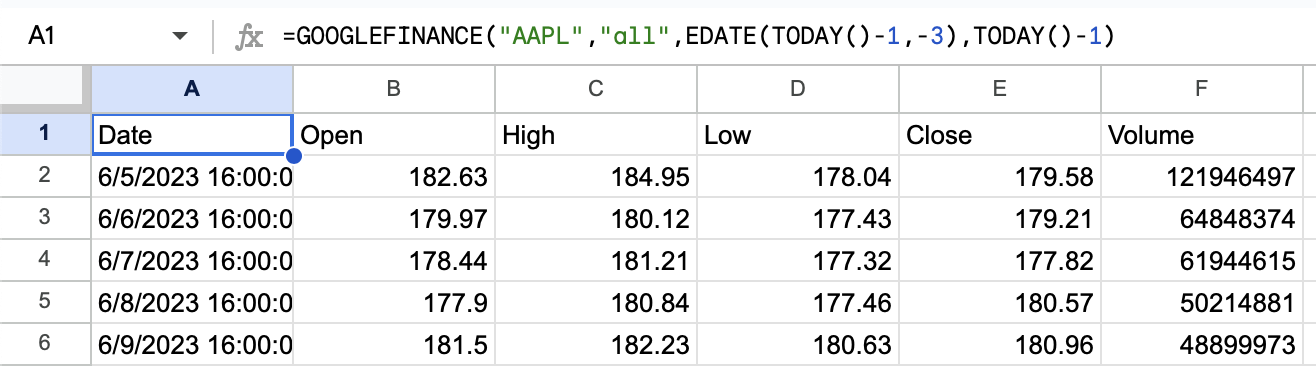 A1 fx =GOOGLEFINANCE("AAPL","all",EDATE(TODAY()-1,-3),TODAY()-1)
A B C D E F
1 Date Open High Low Close Volume
2 6/5/2023 16:00:0 182.63 184.95 178.04 179.58 121946497
3 6/6/2023 16:00:0 179.97 180.12 177.43 179.21 64848374
4 6/7/2023 16:00:0 178.44 181.21 177.32 177.82 61944615
5 6/8/2023 16:00:0 177.9 180.84 177.46 180.57 50214881
6 6/9/2023 16:00:0 181.5 182.23 180.63 180.96 48899973